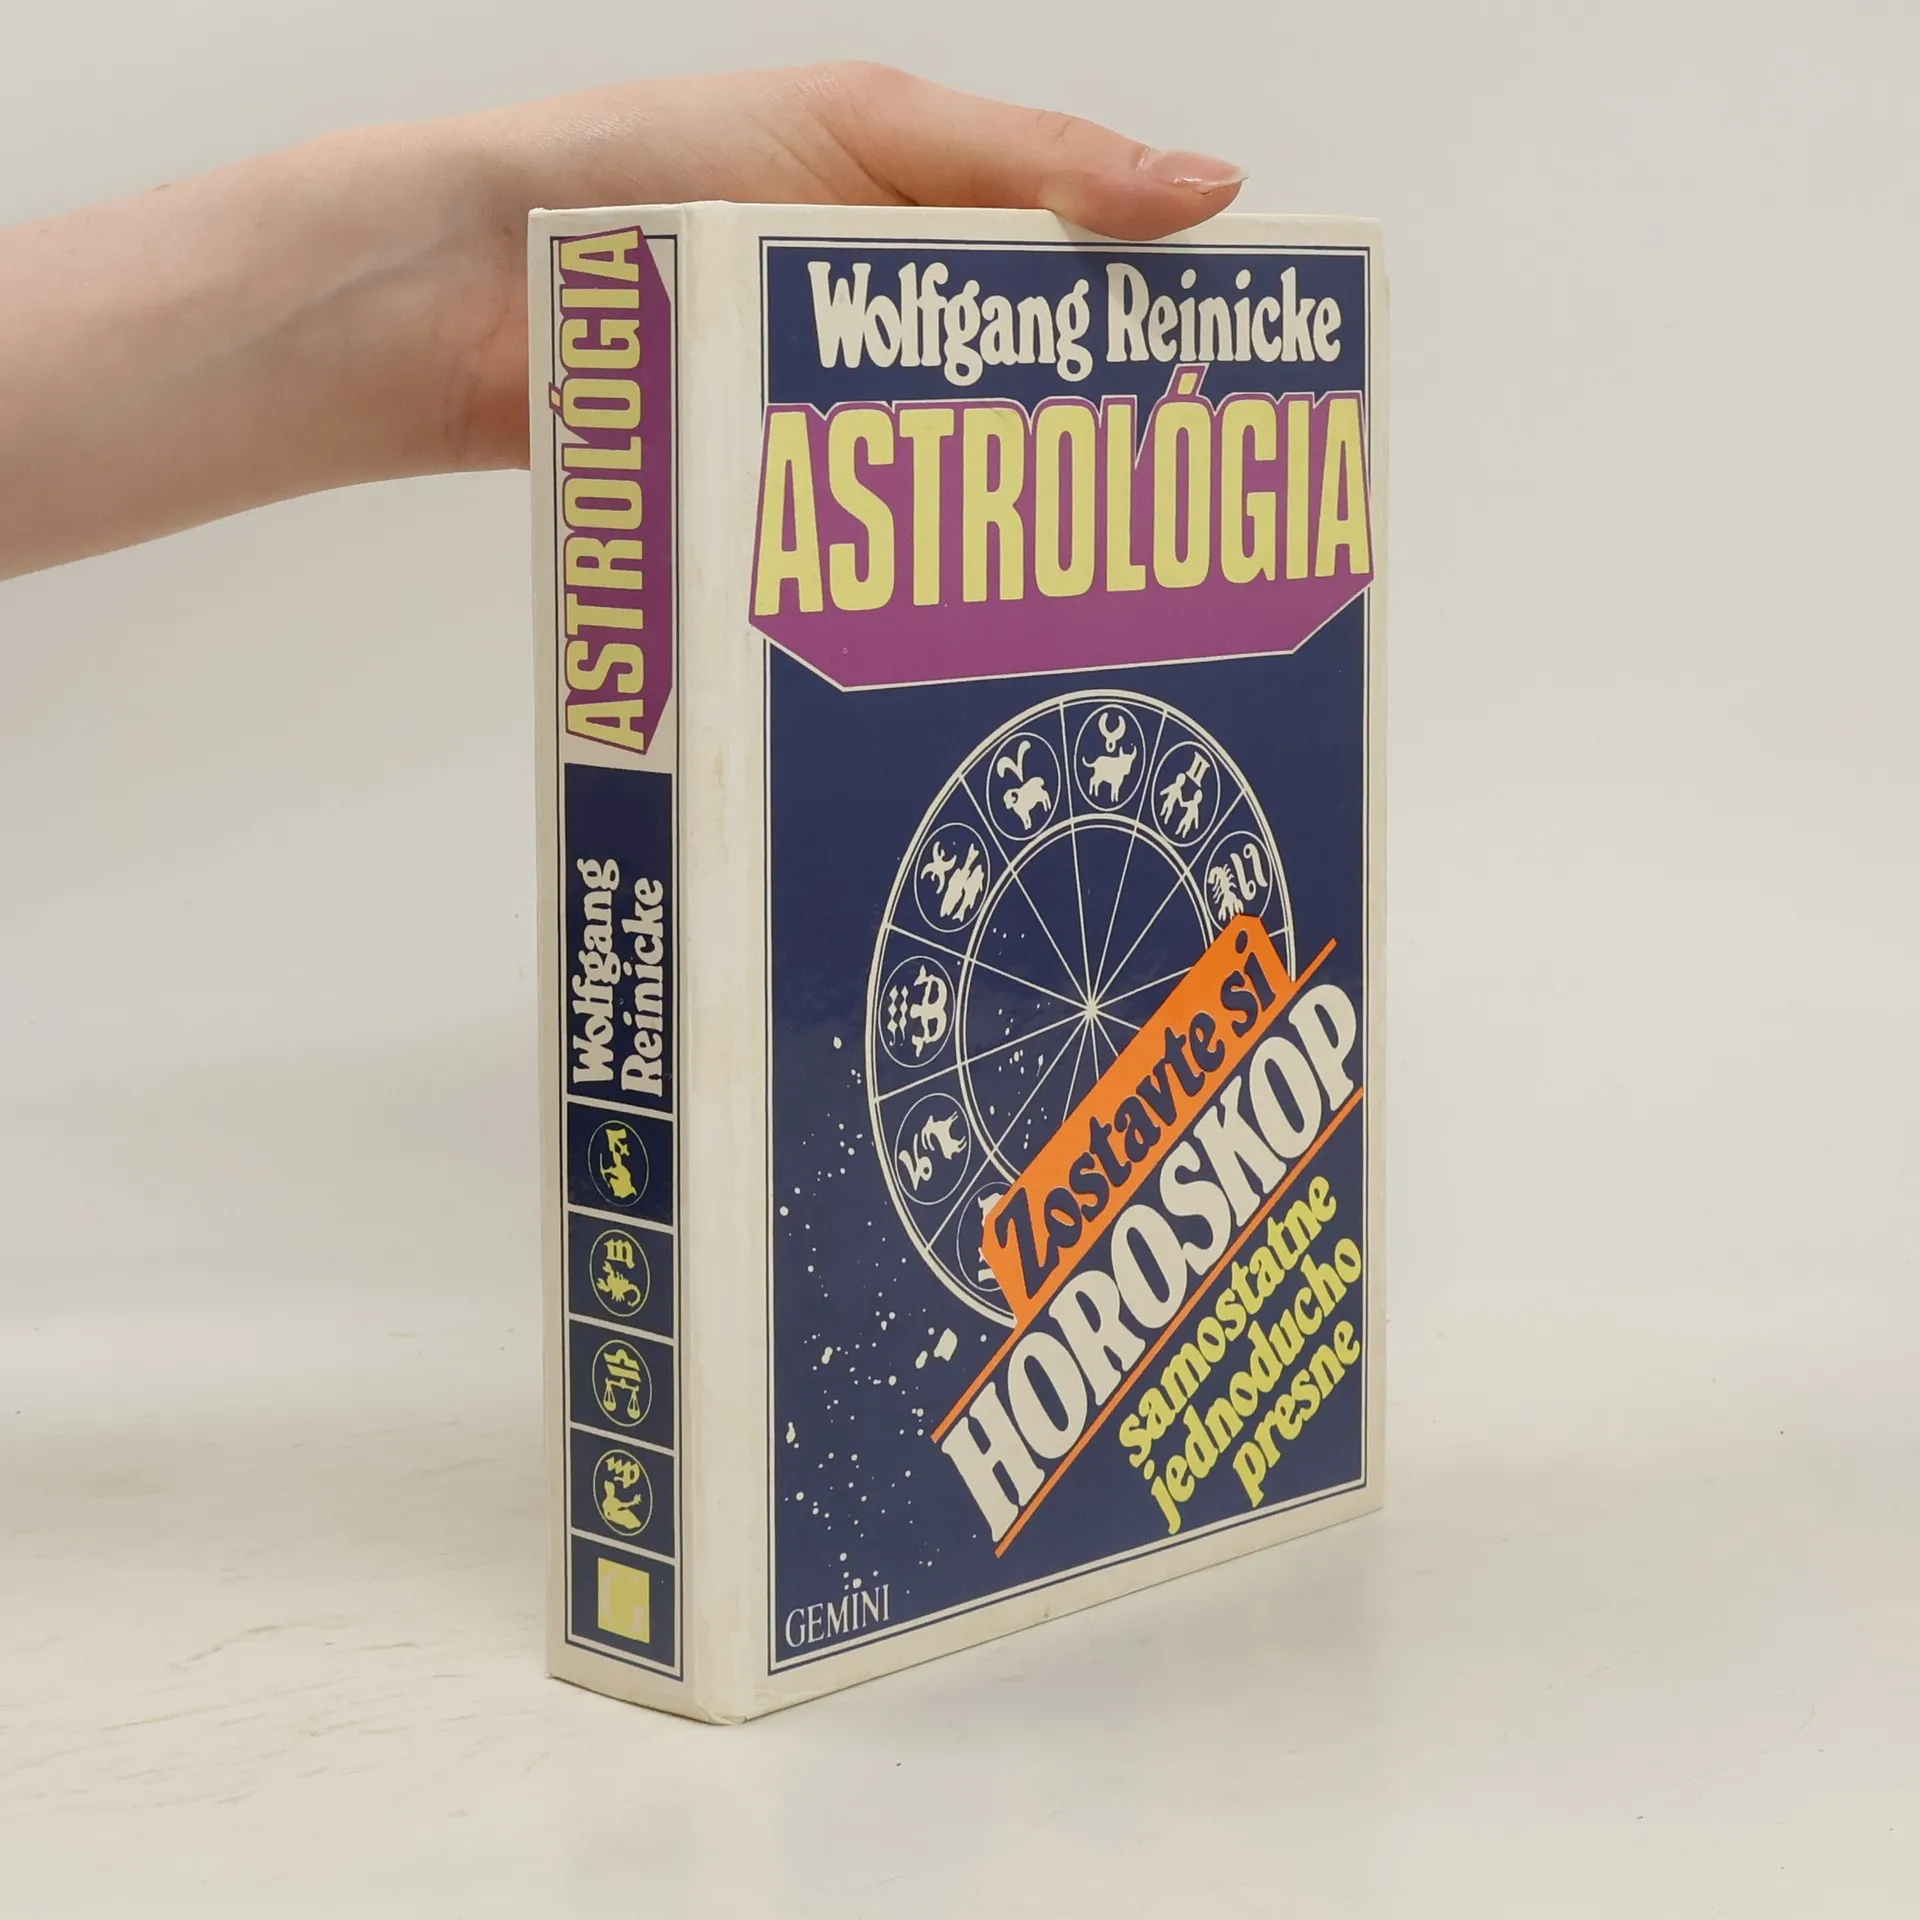 ASTROLÓGIA
Wolfgang
Reinicke
G
Wolfgang Reinicke
ASTROLÓGIA
Zostavte si
HOROSKOP
samostatne
jednoducho
presne
GEMINI